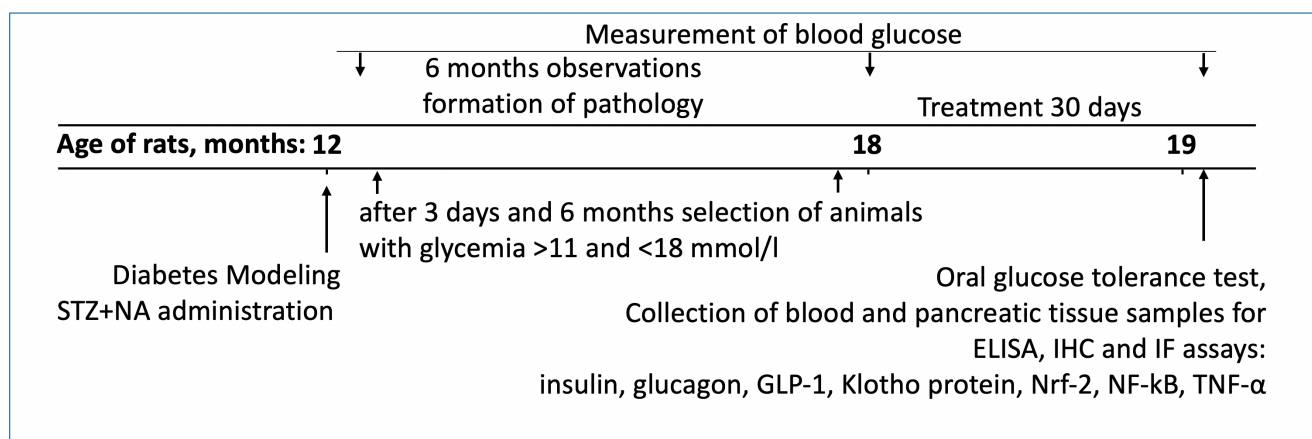 Measurement of blood glucose
6 months observations
formation of pathology
Treatment 30 days
Age of rats, months: 12
18
19
after 3 days and 6 months selection of animals
with glycemia >11 and <18 mmol/l
Diabetes Modeling
STZ+NA administration
Oral glucose tolerance test,
Collection of blood and pancreatic tissue samples for
ELISA, IHC and IF assays:
insulin, glucagon, GLP-1, Klotho protein, Nrf-2, NF-kB, TNF-α